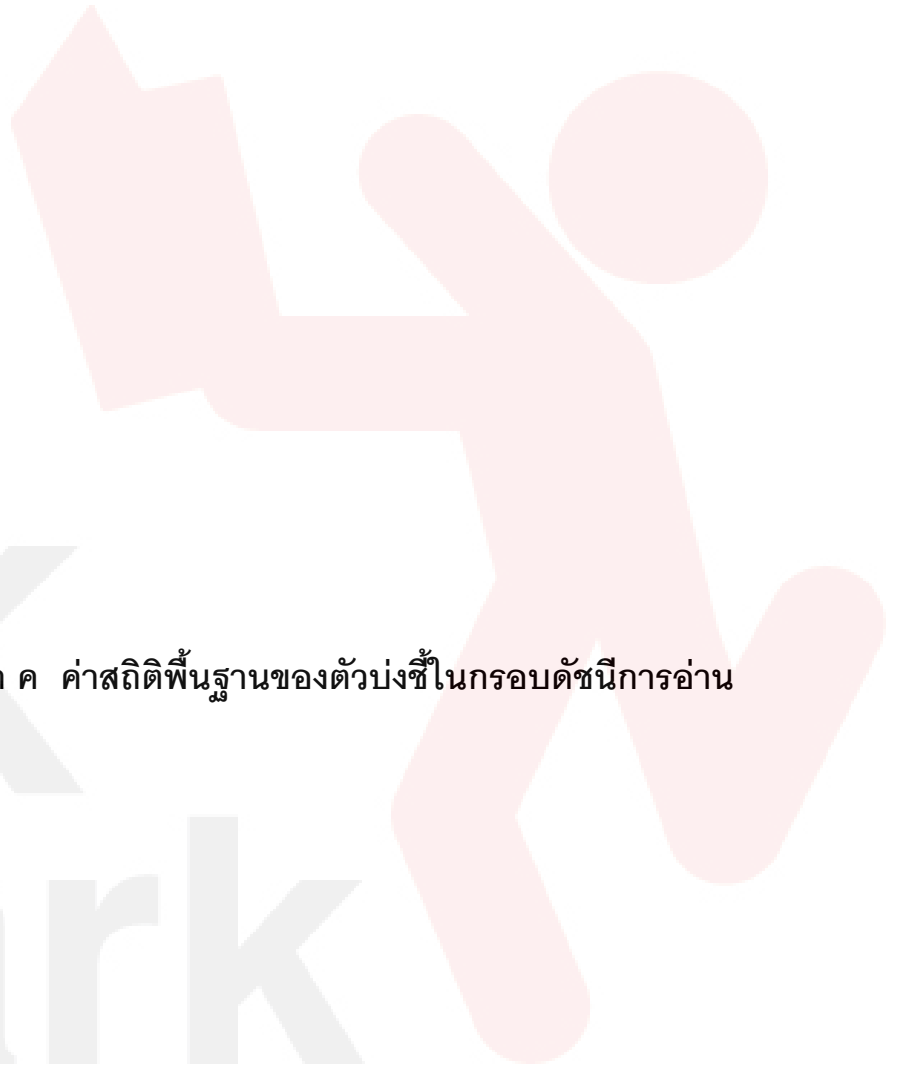 ค ค่าสถิติพื้นฐานของตัวบ่งชี้ในกรอบดัชนีการอ่าน
ark